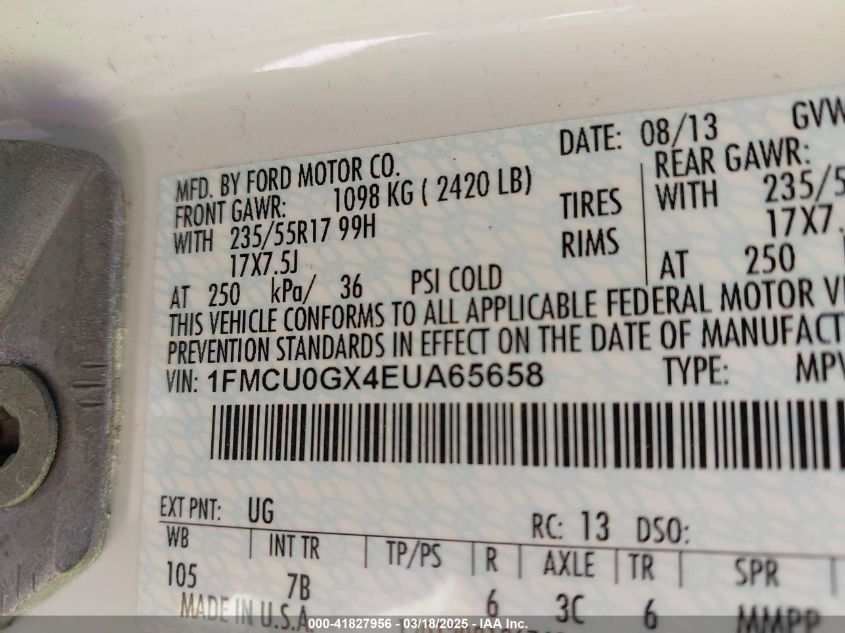 MFD. BY FORD MOTOR CO.
DATE: 08/13
GVW
FRONT GAWR: 1098 KG ( 2420 LB)
REAR GAWR:
WITH 235/55R17 99H
TIRES
WITH 235/5
17X7.5J
RIMS
17X7.
AT 250 kPa/ 36 PSI COLD
AT 250
THIS VEHICLE CONFORMS TO ALL APPLICABLE FEDERAL MOTOR VE
PREVENTION STANDARDS IN EFFECT ON THE DATE OF MANUFACT
VIN: 1FMCU0GX4EUA65658
TYPE: MPV
EXT PNT: UG
RC: 13 DSO:
WB | INT TR | TP/PS | R | AXLE | TR | SPR
105 7B 6 3C 6 MMPP
MADE IN U.S.A.
000-41827956 — 03/18/2025 — IAA Inc.